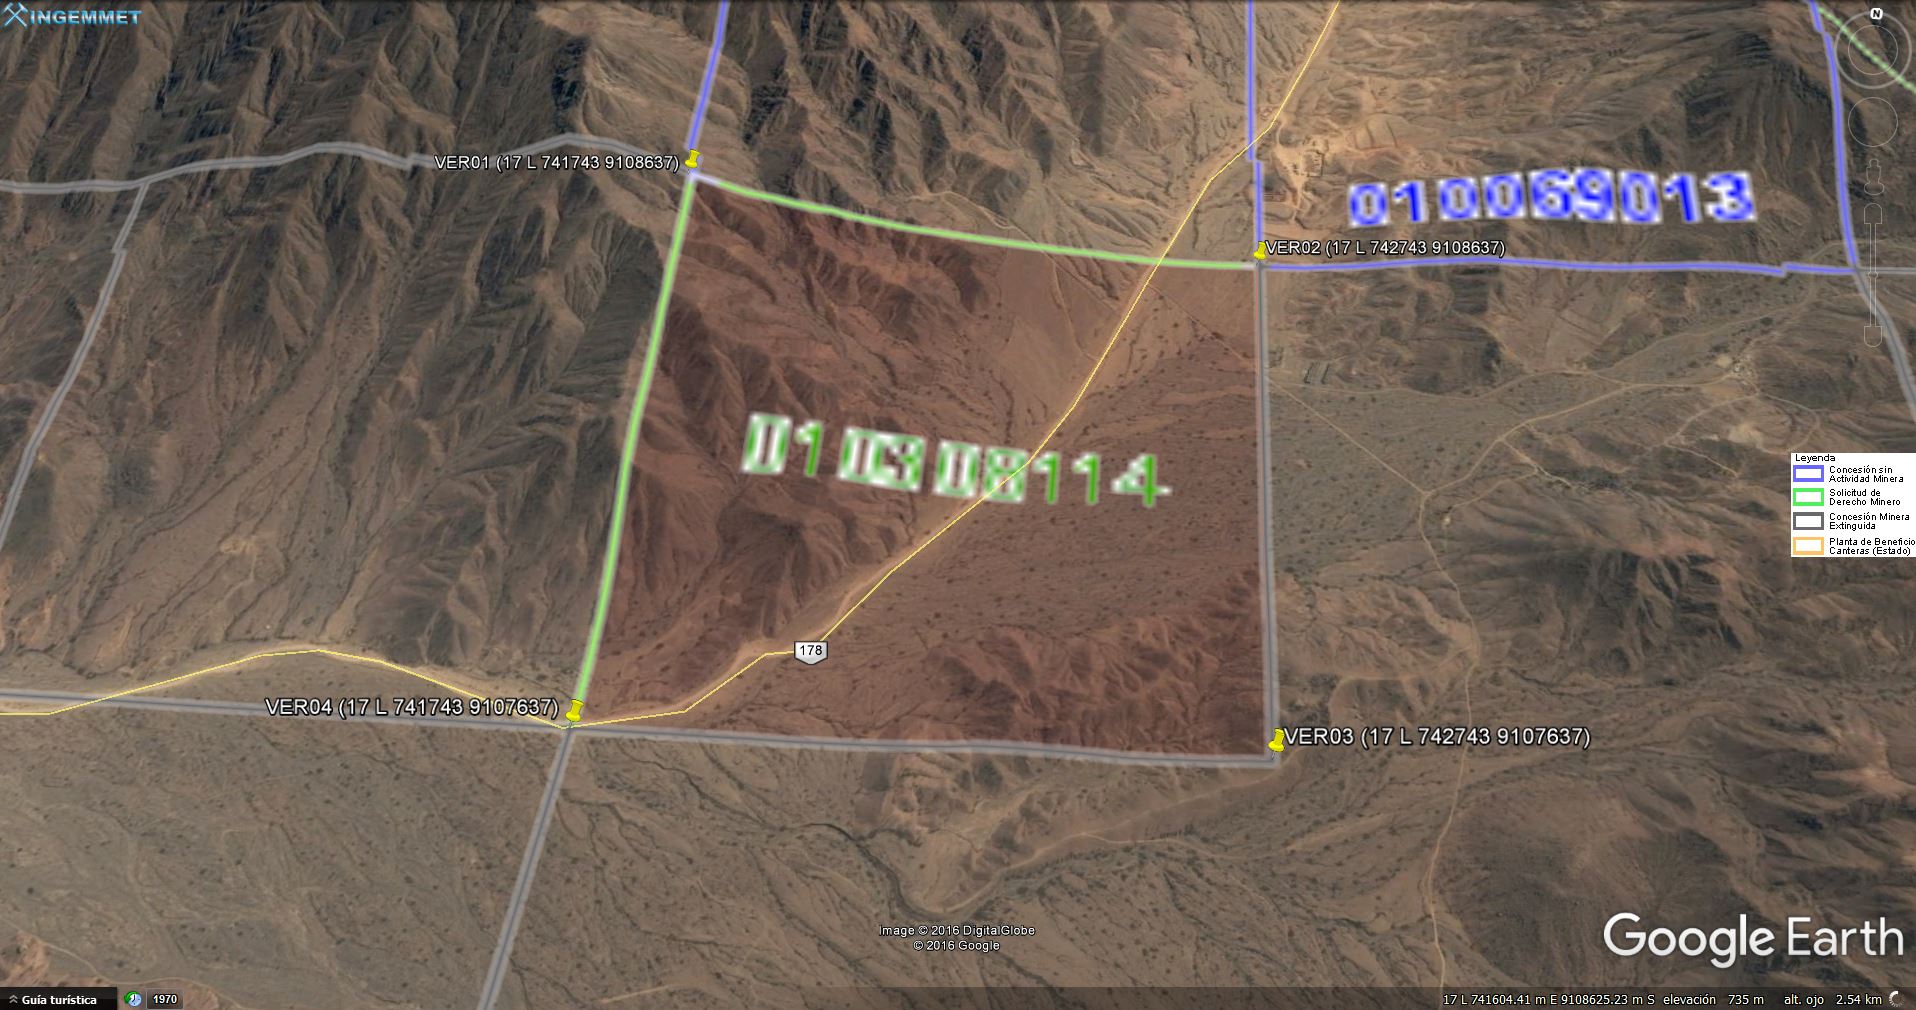 INGEMMET
N
VER01 (17 L 741743 9108637)
010069013
VER02 (17 L 742743 9108637)
010308114
Leyenda
Concesión sin
Actividad Minera
Solicitud de
Derecho Minero
Concesión Minera
Extinguida
Planta de Beneficio
Canteras (Estado)
178
VER04 (17 L 741743 9107637)
VER03 (17 L 742743 9107637)
Image © 2016 DigitalGlobe
© 2016 Google
Google Earth
Guía turística
1970
17 L 741604.41 m E 9108625.23 m S elevación 735 m alt. ojo 2.54 km